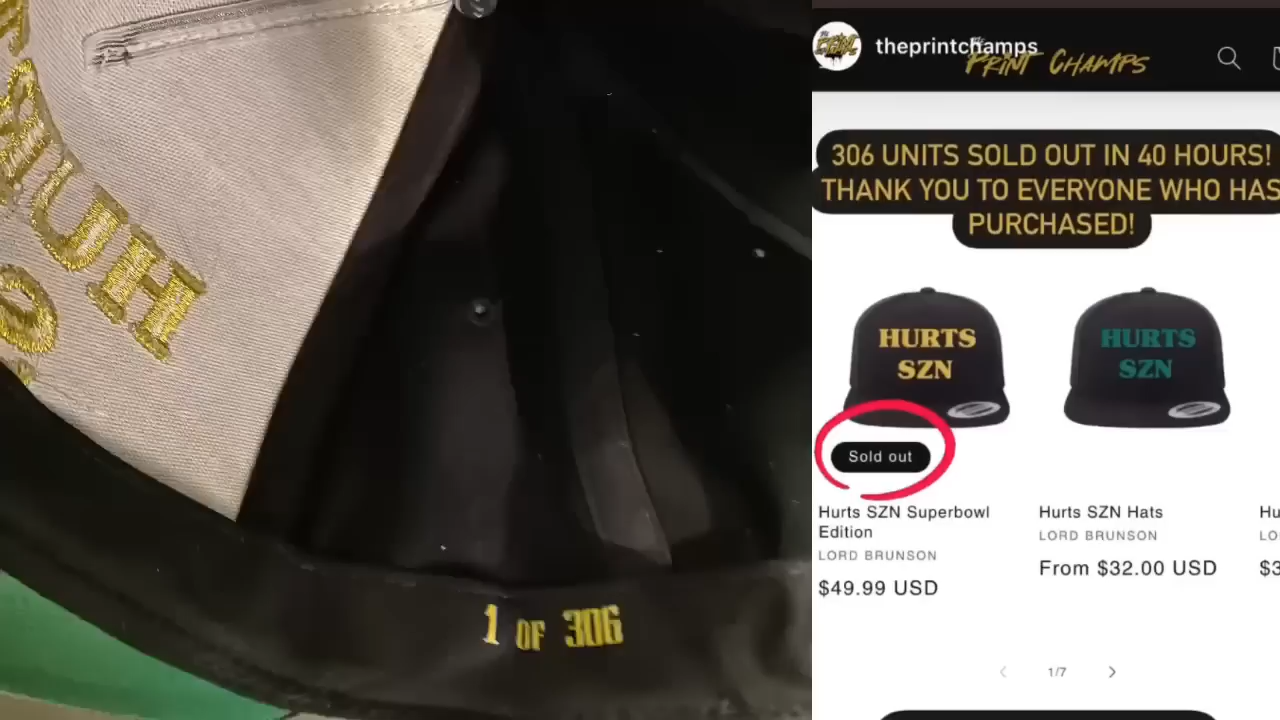 HU
1 OF 306
theprintchamps
THE PRINT CHAMPS
306 UNITS SOLD OUT IN 40 HOURS!
THANK YOU TO EVERYONE WHO HAS
PURCHASED!
HURTS
SZN
HURTS
SZN
Sold out
Hurts SZN Superbowl
Edition
LORD BRUNSON
$49.99 USD
Hurts SZN Hats
LORD BRUNSON
From $32.00 USD
1/7